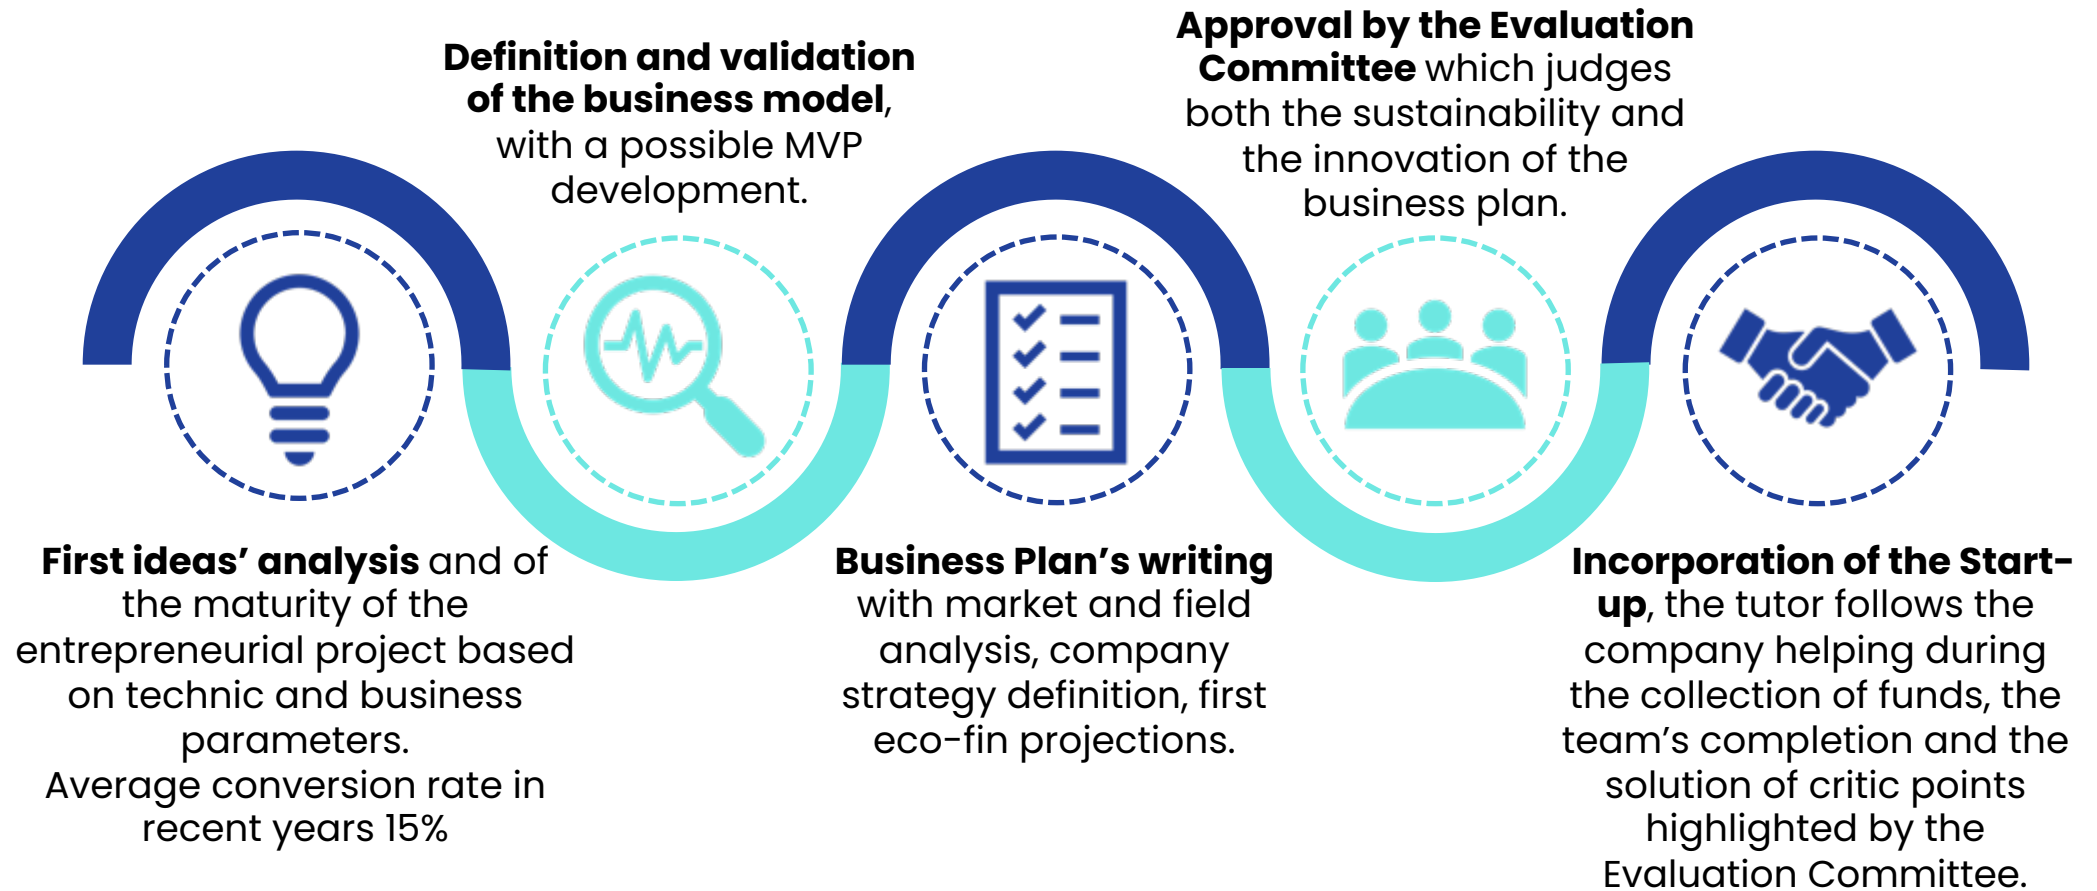 First ideas’ analysis and of
the maturity of the
entrepreneurial project based
on technic and business
parameters.
Average conversion rate in
recent years 15%
Definition and validation
of the business model,
with a possible MVP
development.
Business Plan’s writing
with market and field
analysis, company
strategy definition, first
eco-fin projections.
Approval by the Evaluation
Committee which judges
both the sustainability and
the innovation of the
business plan.
Incorporation of the Start-
up, the tutor follows the
company helping during
the collection of funds, the
team’s completion and the
solution of critic points
highlighted by the
Evaluation Committee.